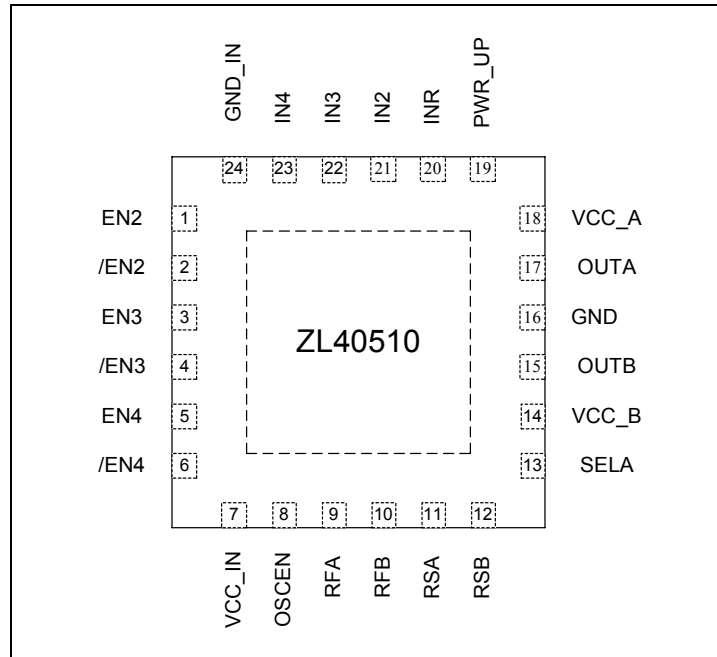 GND_IN
IN4
IN3
IN2
INR
PWR_UP
24
23
22
21
20
19
EN2 1
/EN2 2
EN3 3
/EN3 4
EN4 5
/EN4 6
ZL40510
18 VCC_A
17 OUTA
16 GND
15 OUTB
14 VCC_B
13 SELA
7
8
9
10
11
12
VCC_IN
OSCEN
RFA
RFB
RSA
RSB